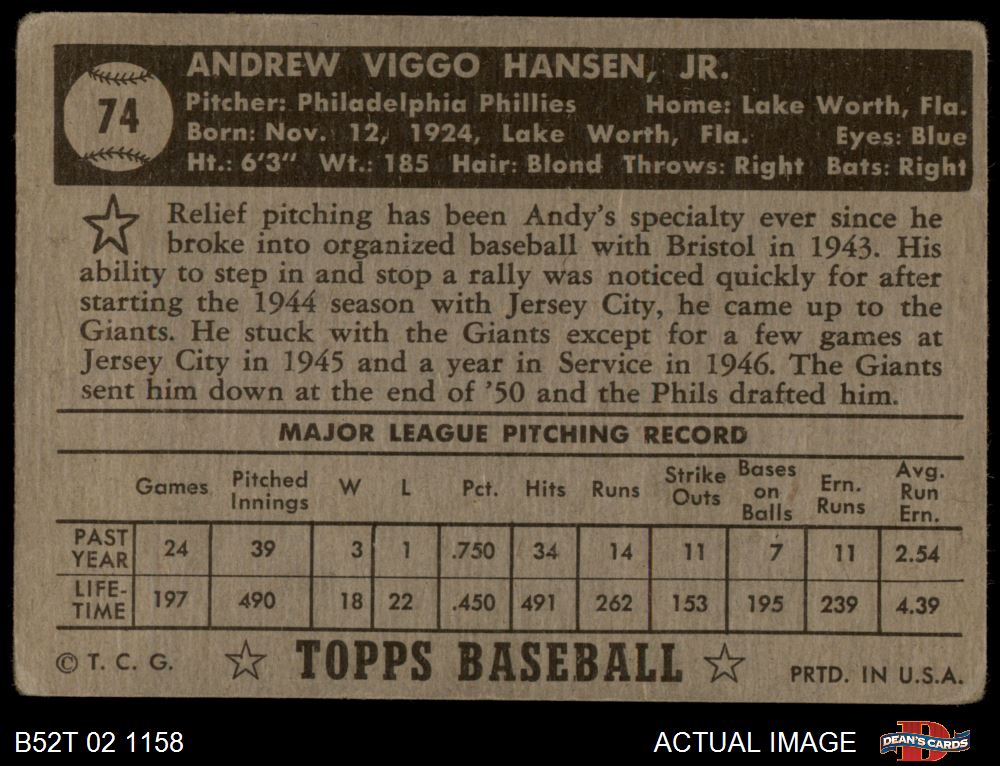 ANDREW VIGGO HANSEN, JR.
74
Pitcher: Philadelphia Phillies Home: Lake Worth, Fla.
Born: Nov. 12, 1924, Lake Worth, Fla. Eyes: Blue
Ht.: 6'3" Wt.: 185 Hair: Blond Throws: Right Bats: Right
Relief pitching has been Andy's specialty ever since he
broke into organized baseball with Bristol in 1943. His
ability to step in and stop a rally was noticed quickly for after
starting the 1944 season with Jersey City, he came up to the
Giants. He stuck with the Giants except for a few games at
Jersey City in 1945 and a year in Service in 1946. The Giants
sent him down at the end of '50 and the Phils drafted him.
MAJOR LEAGUE PITCHING RECORD
Games Pitched Innings W L Pct. Hits Runs Strike Outs Bases on Balls Ern. Runs Avg. Run Ern.
PAST YEAR 24 39 3 1 .750 34 14 11 7 11 2.54
LIFE-TIME 197 490 18 22 .450 491 262 153 195 239 4.39
© T. C. G. TOPPS BASEBALL PRTD. IN U.S.A.
B52T 02 1158 ACTUAL IMAGE D DEAN'S CARDS